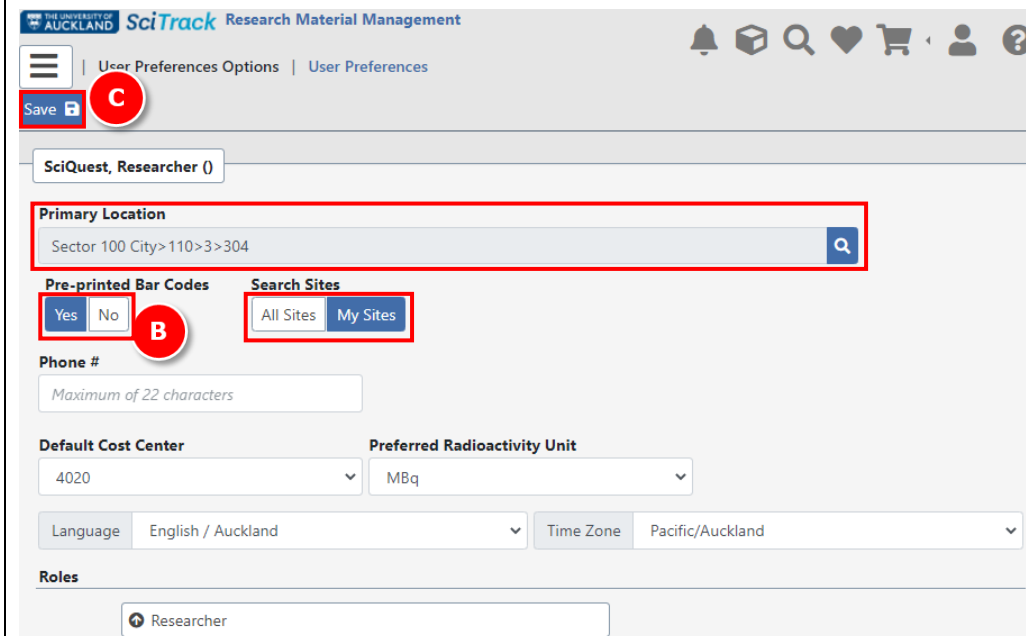 THE UNIVERSITY OF
AUCKLAND SciTrack Research Material Management
| User Preferences Options | User Preferences
Save C
SciQuest, Researcher ()
Primary Location
Sector 100 City>110>3>304
Pre-printed Bar Codes Search Sites
Yes No B All Sites My Sites
Phone #
Maximum of 22 characters
Default Cost Center Preferred Radioactivity Unit
4020 MBq
Language English / Auckland Time Zone Pacific/Auckland
Roles
Researcher